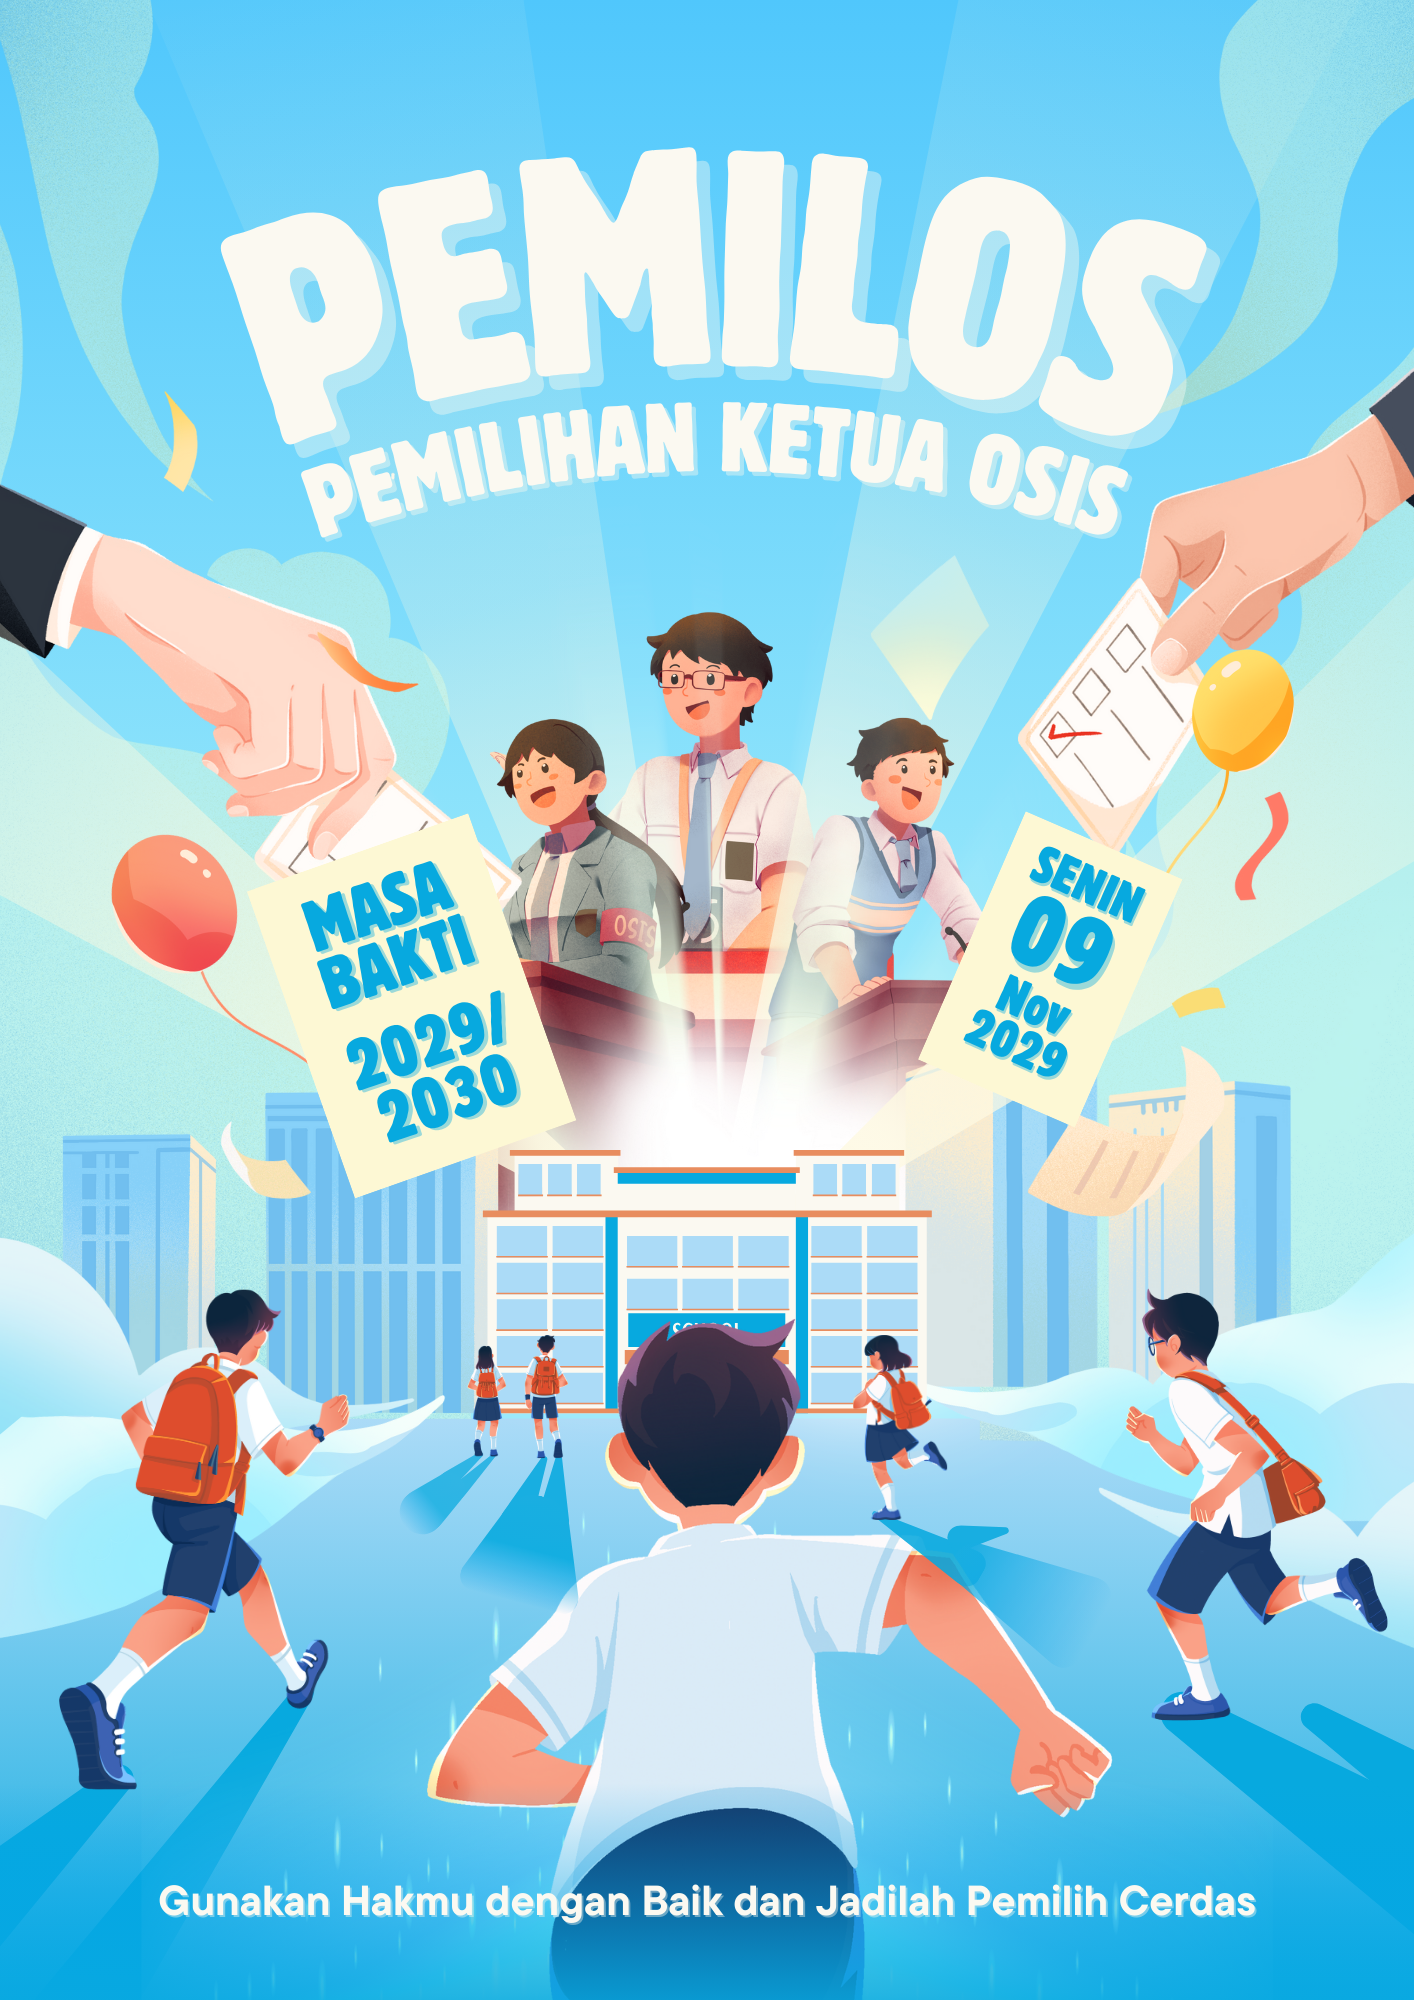 PEMILOS
PEMILIHAN KETUA OSIS
MASA
BAKTI
2029/
2030
SENIN
09
Nov
2029
OSIS
SCHOOL
Gunakan Hakmu dengan Baik dan Jadilah Pemilih Cerdas